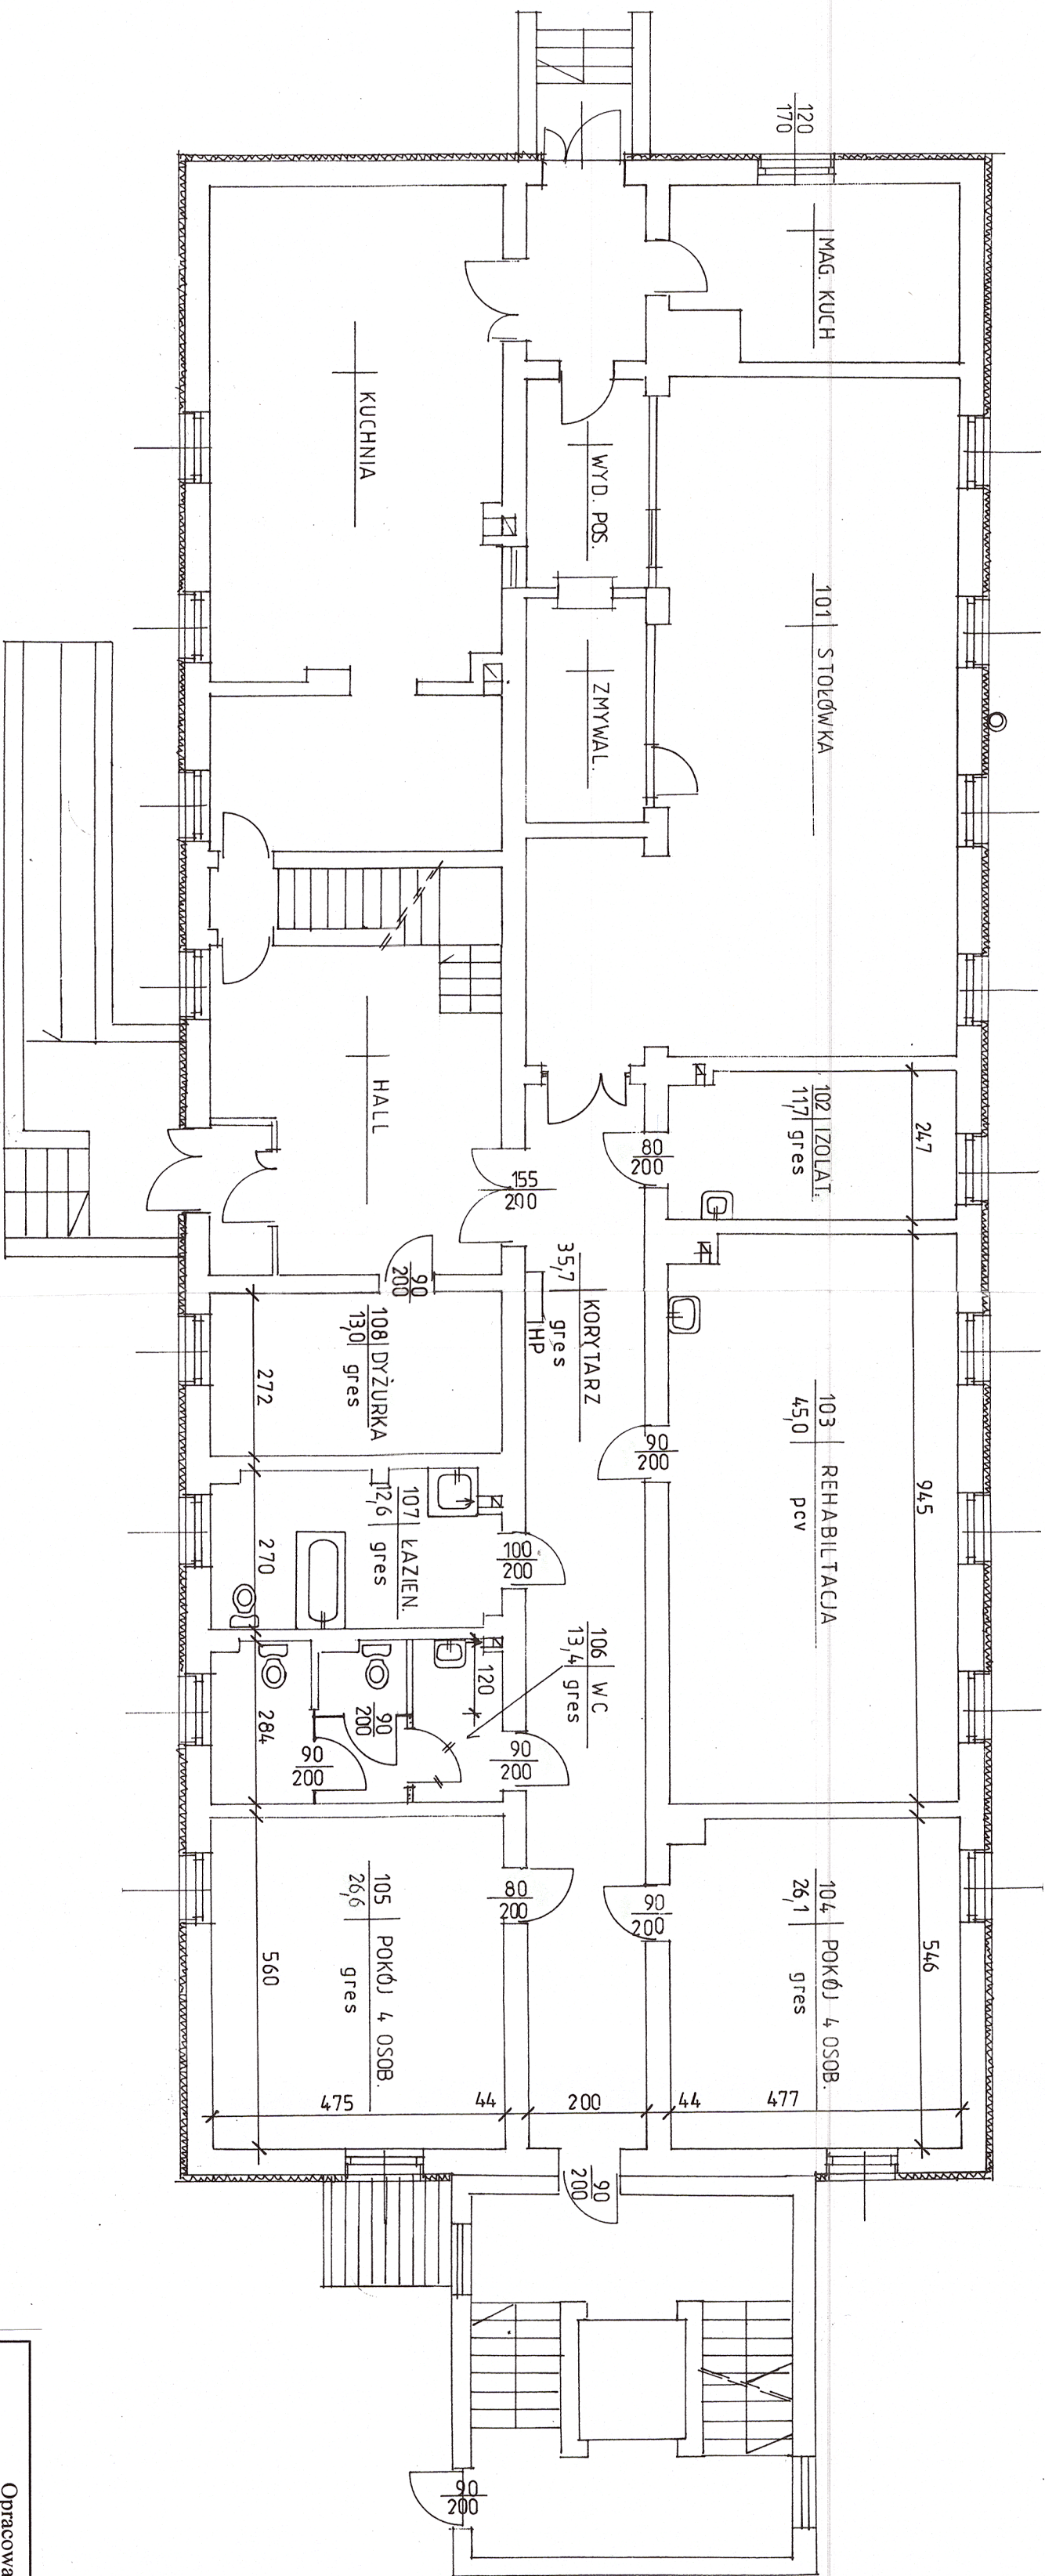 120
170
MAG. KUCH
KUCHNIA
WYD. POS.
101 STOŁÓWKA
ZMYWAL.
HALL
102 IZOLAT.
11,7 gres
247
80
200
155
200
35,7 KORYTARZ
gres
HP
90
200
108 DYŻURKA
13,0 gres
272
103 REHABILTACJA
45,0 pcv
945
90
200
107 ŁAZIEN.
12,6 gres
270
100
200
106 WC
13,4 gres
120
284
90
200
90
200
90
200
105 POKÓJ 4 OSOB.
26,6 gres
560
80
200
104 POKÓJ 4 OSOB.
26,1 gres
546
90
200
475
44
200
44
477
90
200
90
200
Opracowa